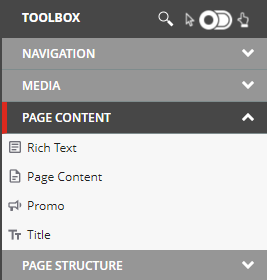 TOOLBOX
NAVIGATION
MEDIA
PAGE CONTENT
Rich Text
Page Content
Promo
Title
PAGE STRUCTURE